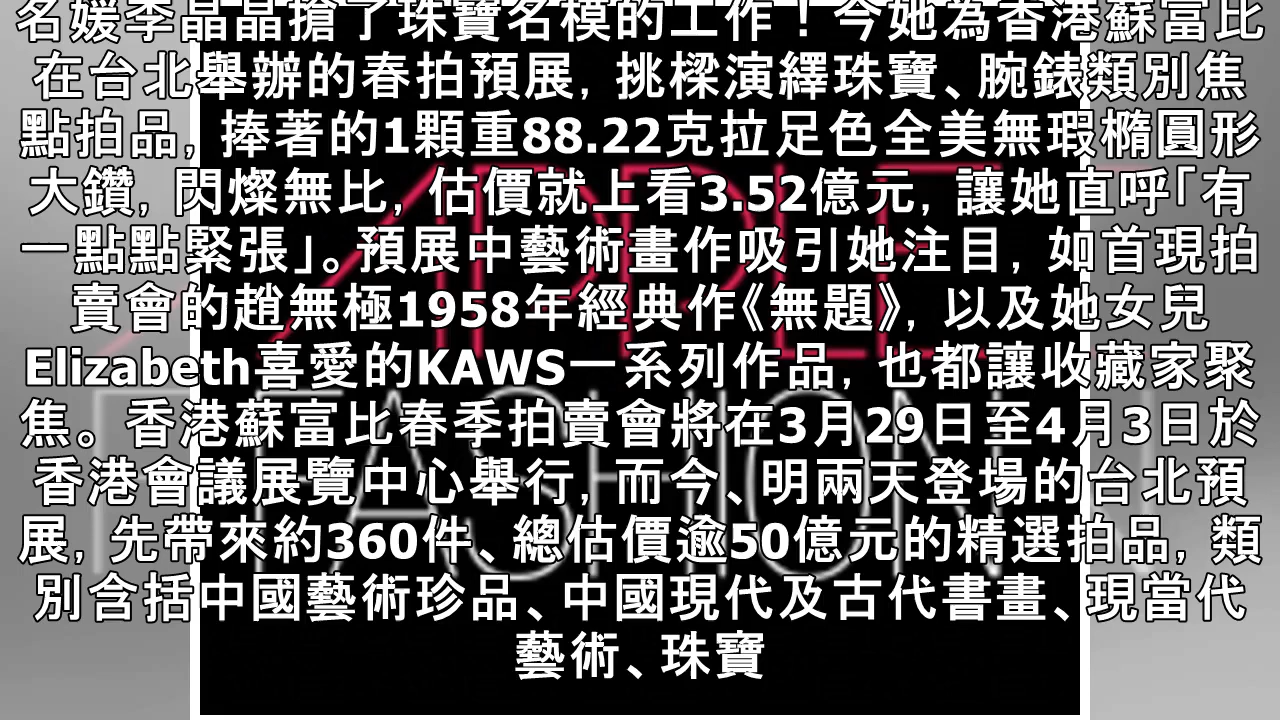 名媛李晶晶搶了珠寶名模的工作！今她為香港蘇富比
在台北舉辦的春拍預展，挑樑演繹珠寶、腕錶類別焦
點拍品，捧著的1顆重88.22克拉足色全美無瑕橢圓形
大鑽，閃燦無比，估價就上看3.52億元，讓她直呼「有
一點點緊張」。預展中藝術畫作吸引她注目，如首現拍
賣會的趙無極1958年經典作《無題》，以及她女兒
Elizabeth喜愛的KAWS一系列作品，也都讓收藏家聚
焦。香港蘇富比春季拍賣會將在3月29日至4月3日於
香港會議展覽中心舉行，而今、明兩天登場的台北預
展，先帶來約360件、總估價逾50億元的精選拍品，類
別含括中國藝術珍品、中國現代及古代書畫、現當代
藝術、珠寶
FASHION